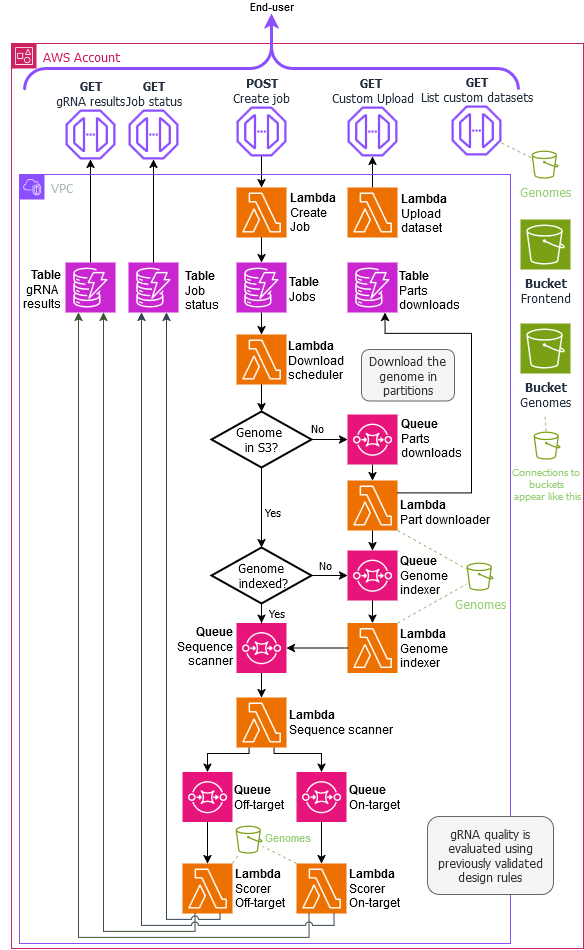 End-user
AWS Account
GET
gRNA results
GET
Job status
POST
Create job
GET
Custom Upload
GET
List custom datasets
Genomes
VPC
Lambda
Create
Job
Lambda
Upload
dataset
Bucket
Frontend
Table
gRNA
results
Table
Job
status
Table
Jobs
Table
Parts
downloads
Lambda
Download
scheduler
Download the
genome in
partitions
Bucket
Genomes
Genome
in S3?
No
Queue
Parts
downloads
Connections to
buckets
appear like this
Yes
Lambda
Part downloader
Genome
indexed?
No
Queue
Genome
indexer
Genomes
Yes
Queue
Sequence
scanner
Lambda
Genome
indexer
Lambda
Sequence scanner
Queue
Off-target
Queue
On-target
Genomes
gRNA quality is
evaluated using
previously validated
design rules
Lambda
Scorer
Off-target
Lambda
Scorer
On-target